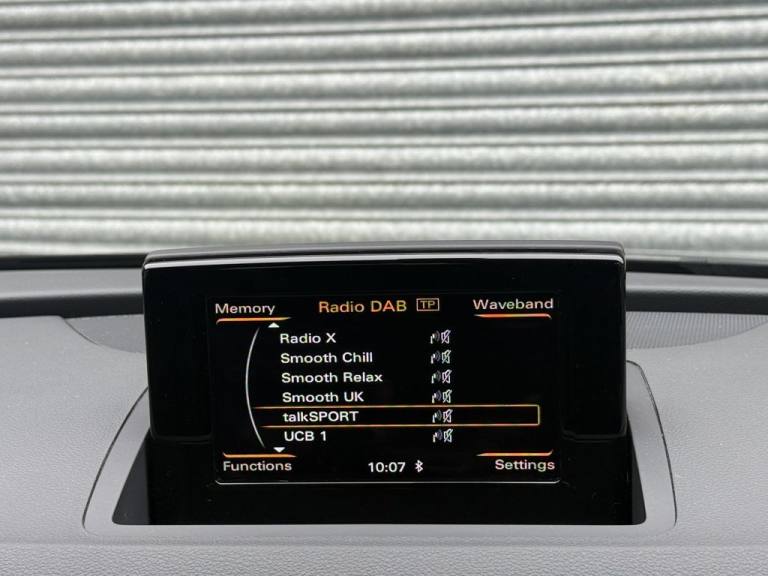 Memory Radio DAB TP Waveband
Radio X
Smooth Chill
Smooth Relax
Smooth UK
talkSPORT
UCB 1
Functions 10:07 Settings